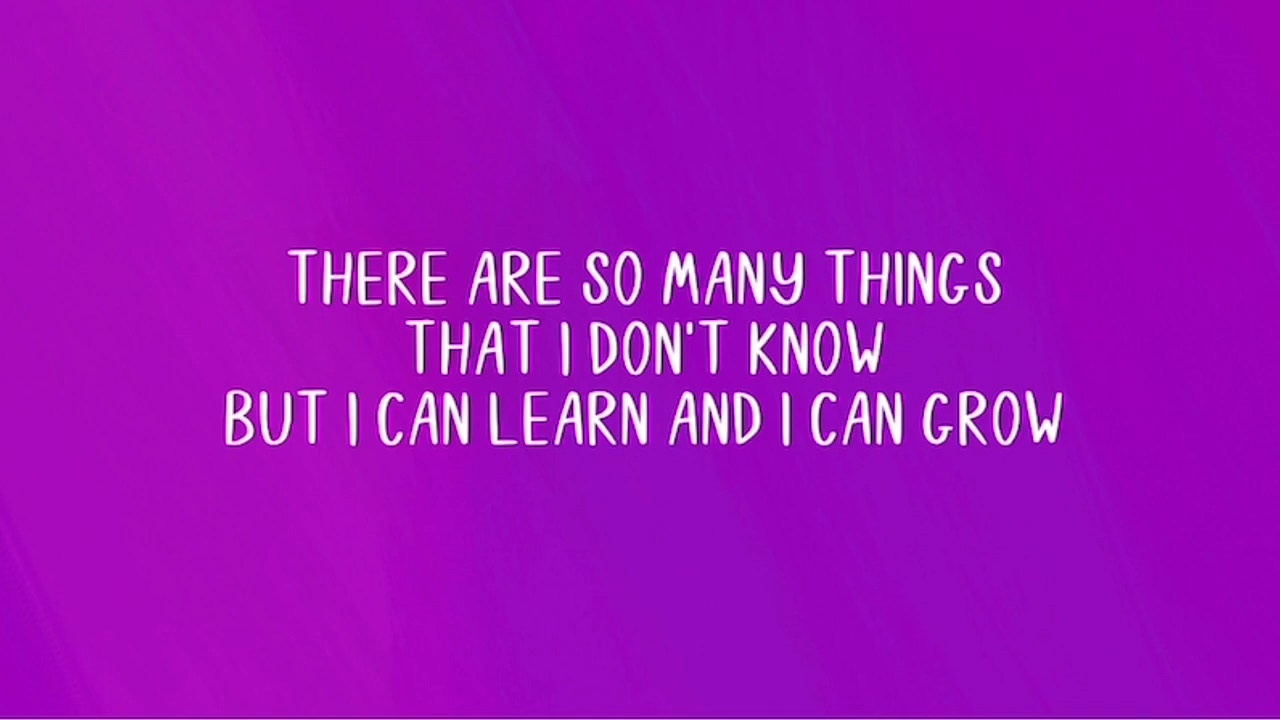 THERE ARE SO MANY THINGS
THAT I DON'T KNOW
BUT I CAN LEARN AND I CAN GROW